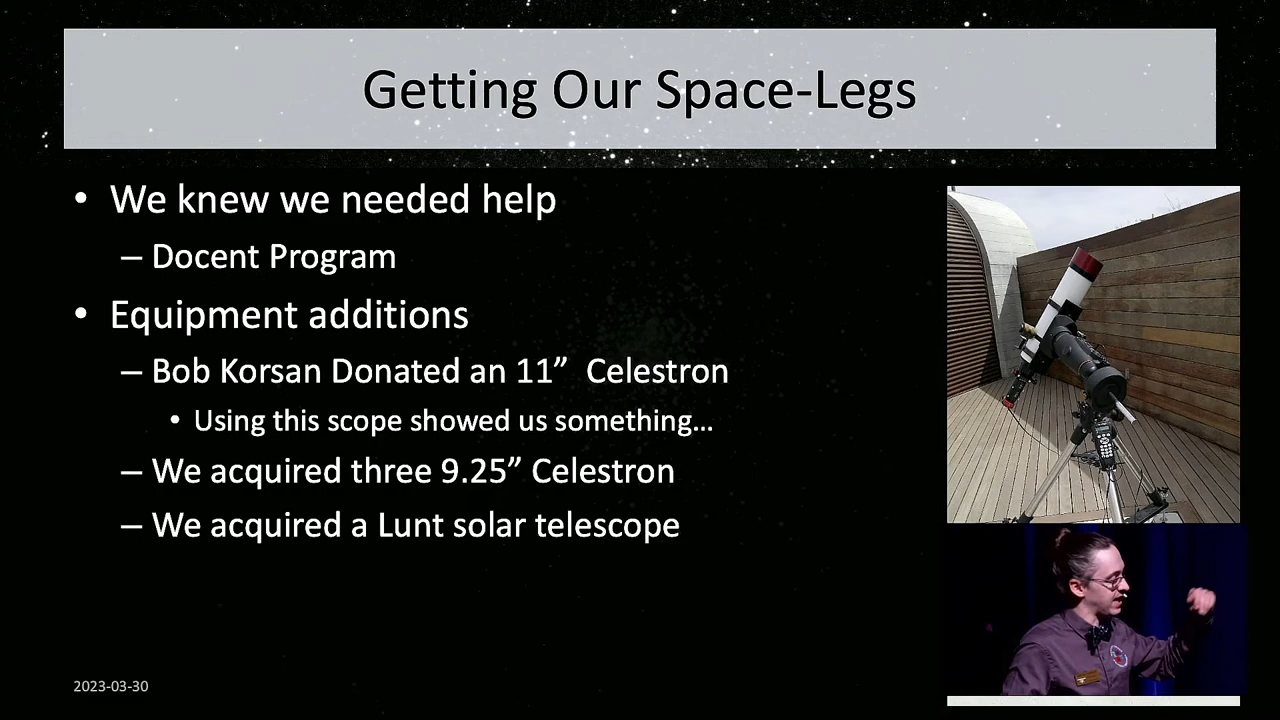 Getting Our Space-Legs
• We knew we needed help
– Docent Program
• Equipment additions
– Bob Korsan Donated an 11”  Celestron
• Using this scope showed us something…
– We acquired three 9.25” Celestron
– We acquired a Lunt solar telescope
2023-03-30